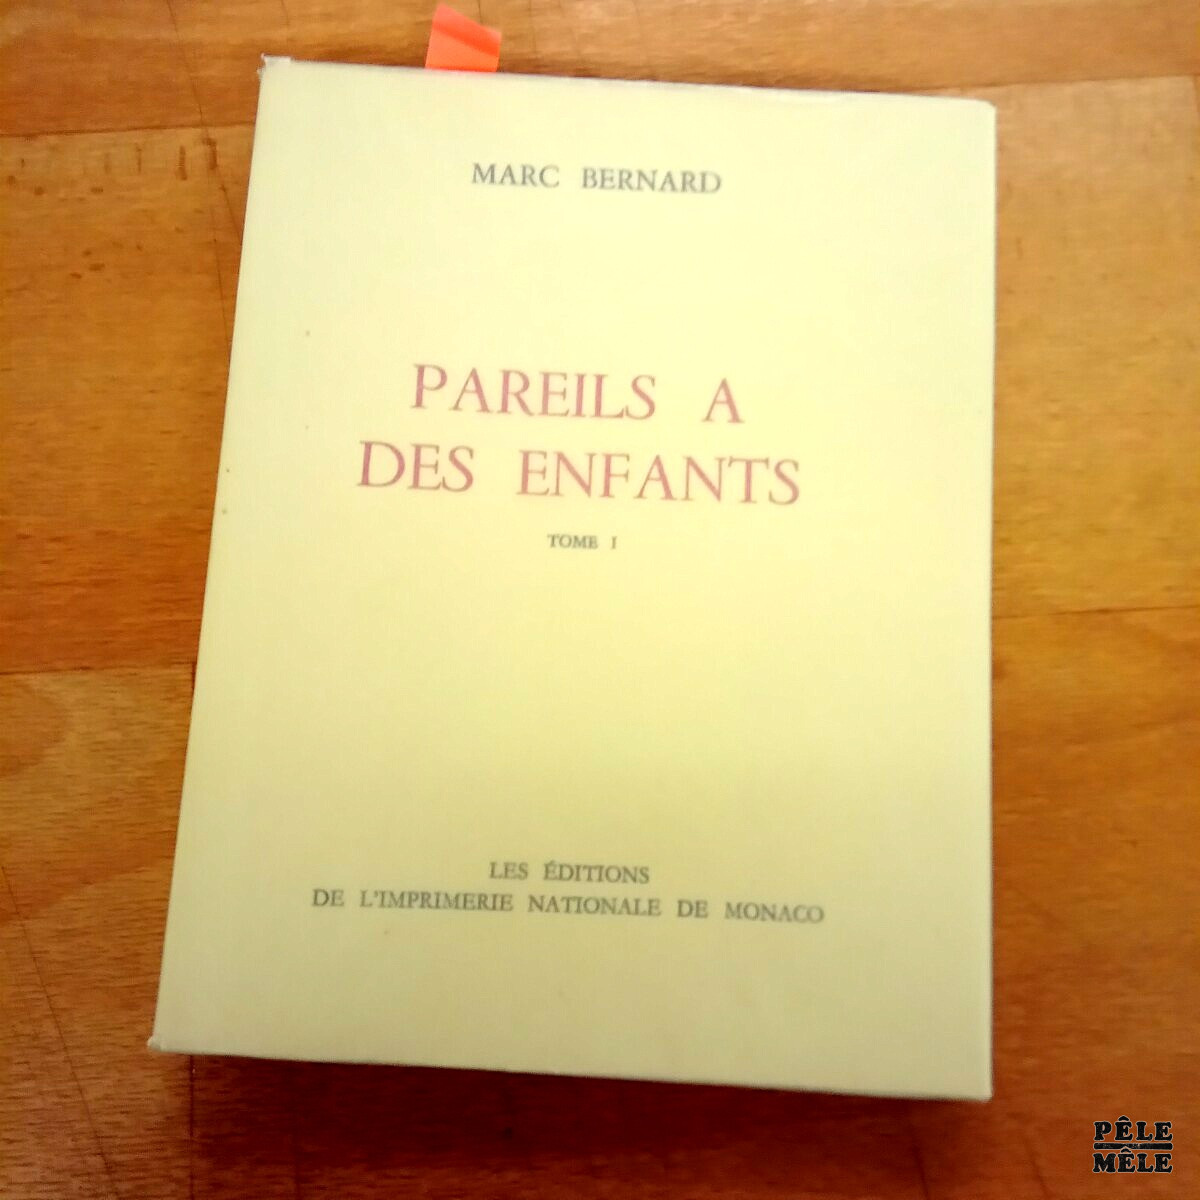 MARC BERNARD
PAREILS A
DES ENFANTS
TOME I
LES ÉDITIONS
DE L'IMPRIMERIE NATIONALE DE MONACO
PÊLE
MÊLE